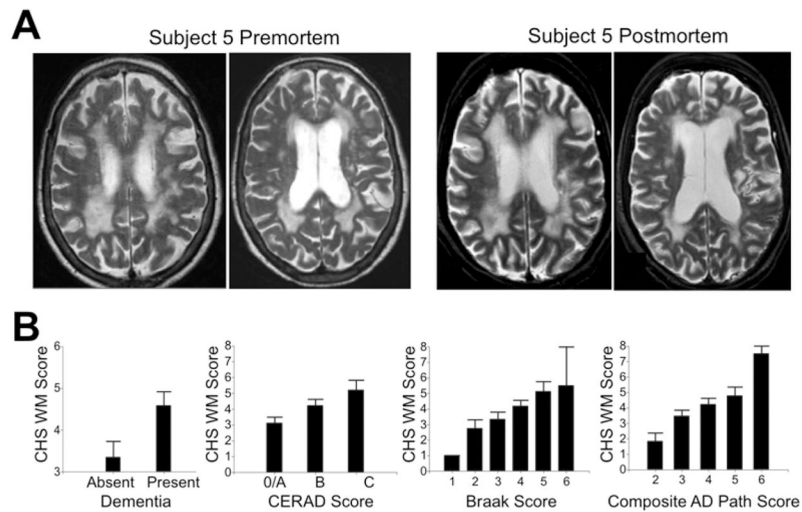 A
Subject 5 Premortem
Subject 5 Postmortem
B
CHS WM Score
6
5
4
3
Absent Present
Dementia
CHS WM Score
8
7
6
5
4
3
2
1
0
0/A B C
CERAD Score
CHS WM Score
8
7
6
5
4
3
2
1
0
1 2 3 4 5 6
Braak Score
CHS WM Score
8
7
6
5
4
3
2
1
0
2 3 4 5 6
Composite AD Path Score